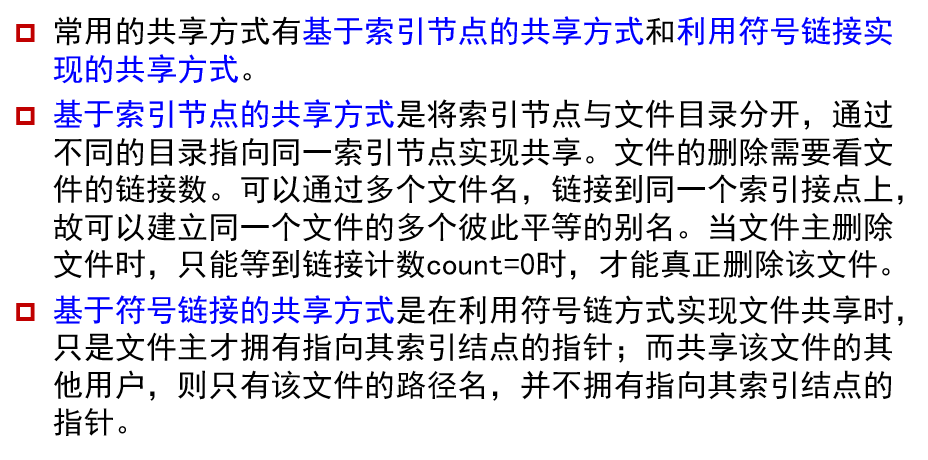 常用的共享方式有基于索引节点的共享方式和利用符号链接实
现的共享方式。
基于索引节点的共享方式是将索引节点与文件目录分开，通过
不同的目录指向同一索引节点实现共享。文件的删除需要看文
件的链接数。可以通过多个文件名，链接到同一个索引接点上，
故可以建立同一个文件的多个彼此平等的别名。当文件主删除
文件时，只能等到链接计数count=0时，才能真正删除该文件。
基于符号链接的共享方式是在利用符号链方式实现文件共享时，
只是文件主才拥有指向其索引结点的指针；而共享该文件的其
他用户，则只有该文件的路径名，并不拥有指向其索引结点的
指针。